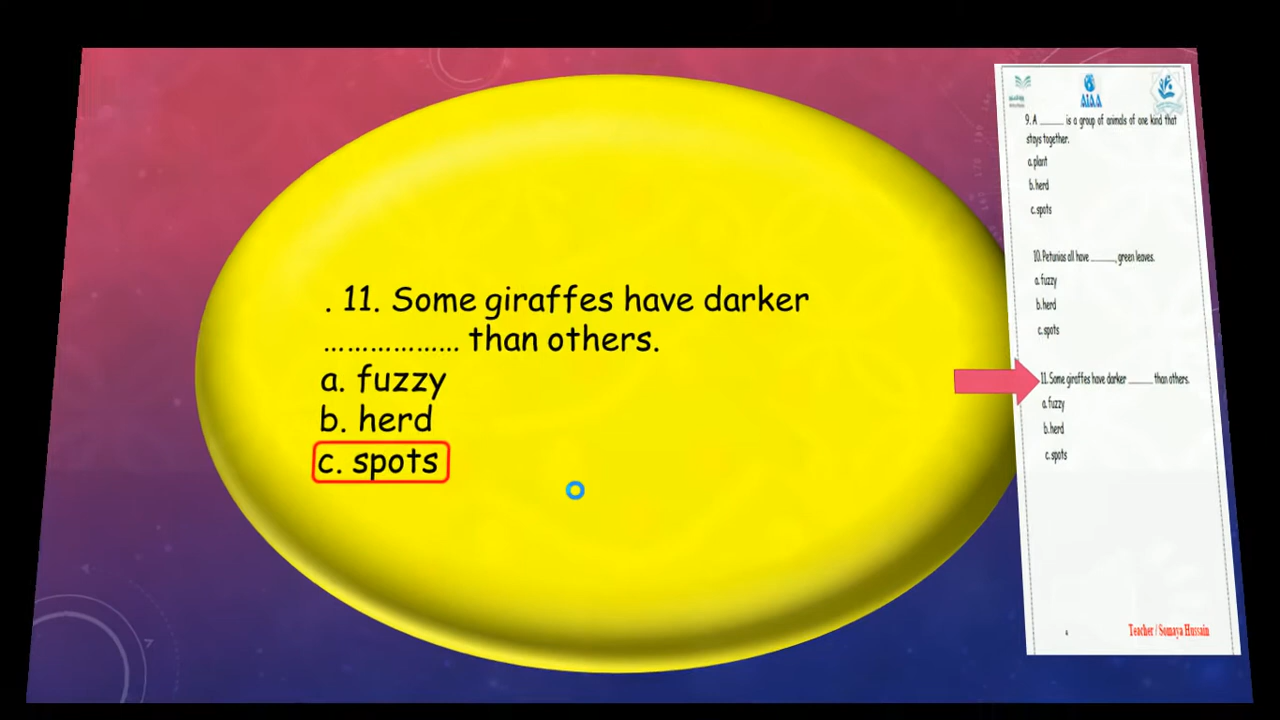 . 11. Some giraffes have darker
……………… than others.
a. fuzzy
b. herd
c. spots
AIAA
9. A ______ is a group of animals of one kind that
stays together.
a. plant
b. herd
c. spots
10. Petunias all have ______, green leaves.
a. fuzzy
b. herd
c. spots
11. Some giraffes have darker ______ than others.
a. fuzzy
b. herd
c. spots
Teacher / Somaya Hussain